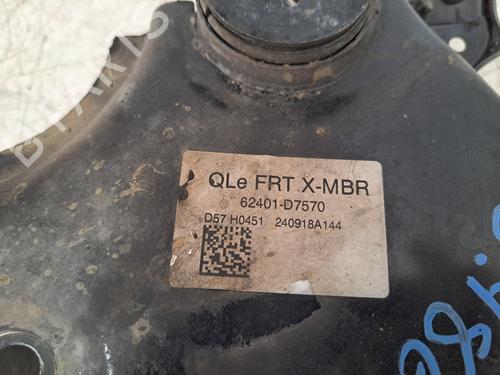 QLe FRT X-MBR
62401-D7570
D57 H0451 240918A144